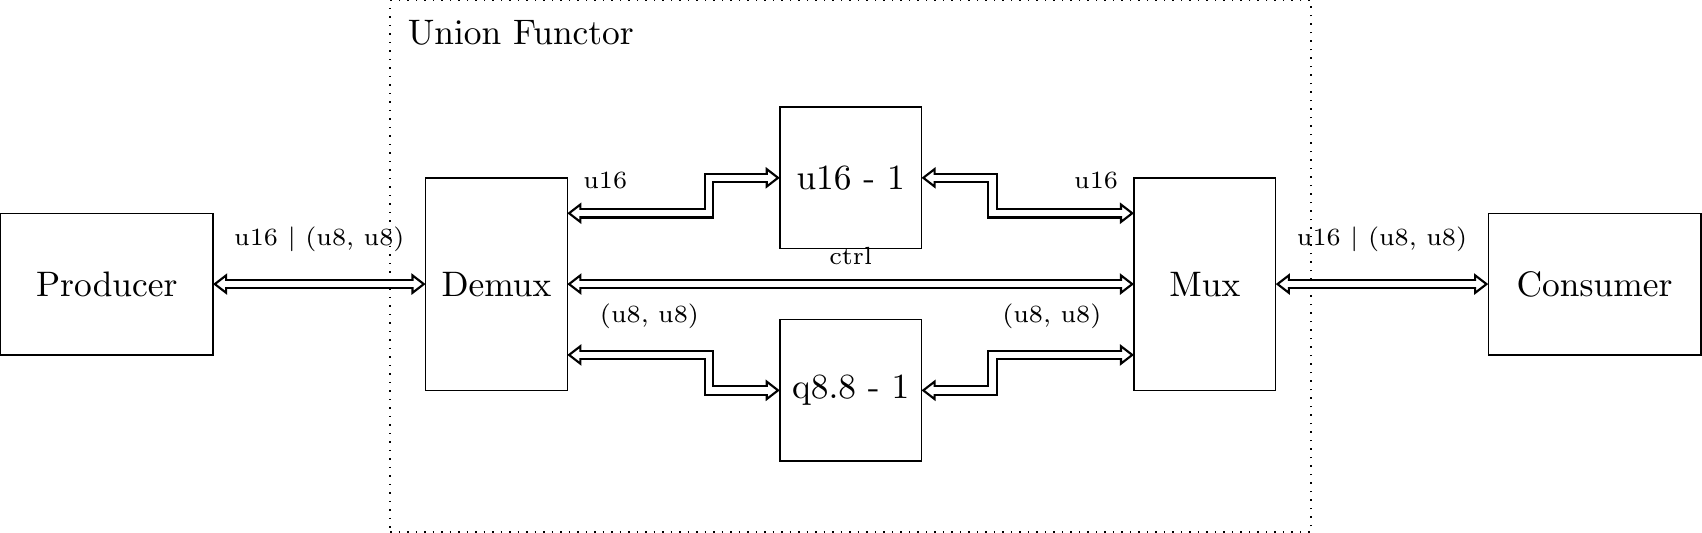 Union Functor
u16
u16 - 1
u16
u16 | (u8, u8)
u16 | (u8, u8)
ctrl
Producer
Demux
Mux
Consumer
(u8, u8)
(u8, u8)
q8.8 - 1